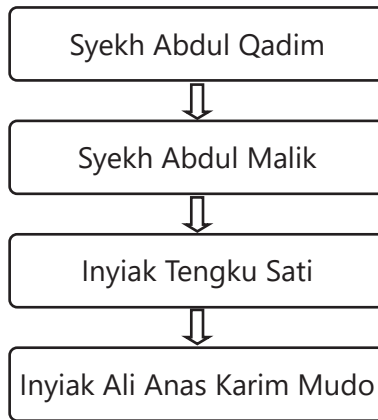 Syekh Abdul Qadim
Syekh Abdul Malik
Inyiak Tengku Sati
Inyiak Ali Anas Karim Mudo